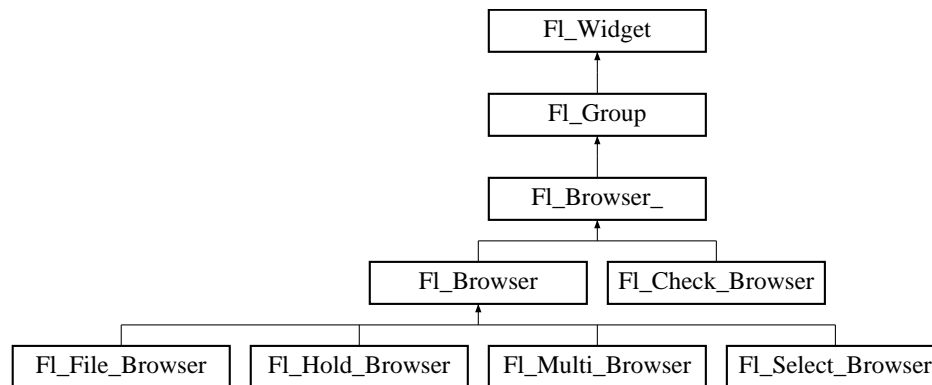 Fl_Widget
Fl_Group
Fl_Browser_
Fl_Browser
Fl_Check_Browser
Fl_File_Browser
Fl_Hold_Browser
Fl_Multi_Browser
Fl_Select_Browser